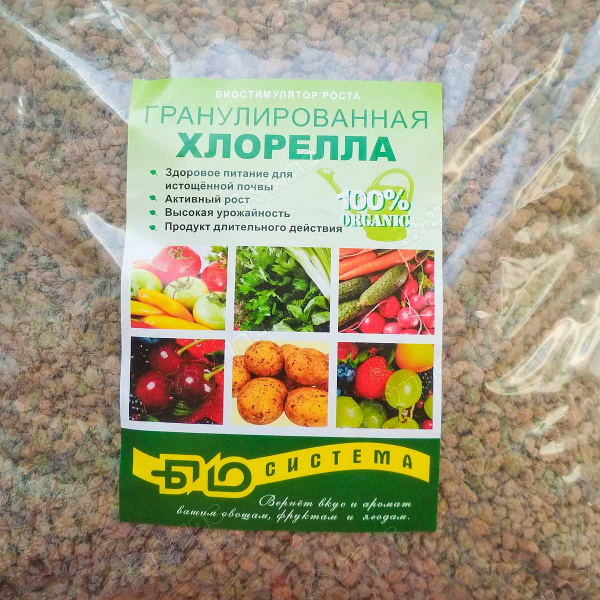 БИОСТИМУЛЯТОР РОСТА
ГРАНУЛИРОВАННАЯ
ХЛОРЕЛЛА
Здоровое питание для
истощённой почвы
Активный рост
Высокая урожайность
Продукт длительного действия
100%
ORGANIC
БИО СИСТЕМА
Вернёт вкус и аромат
вашим овощам, фруктам и ягодам.